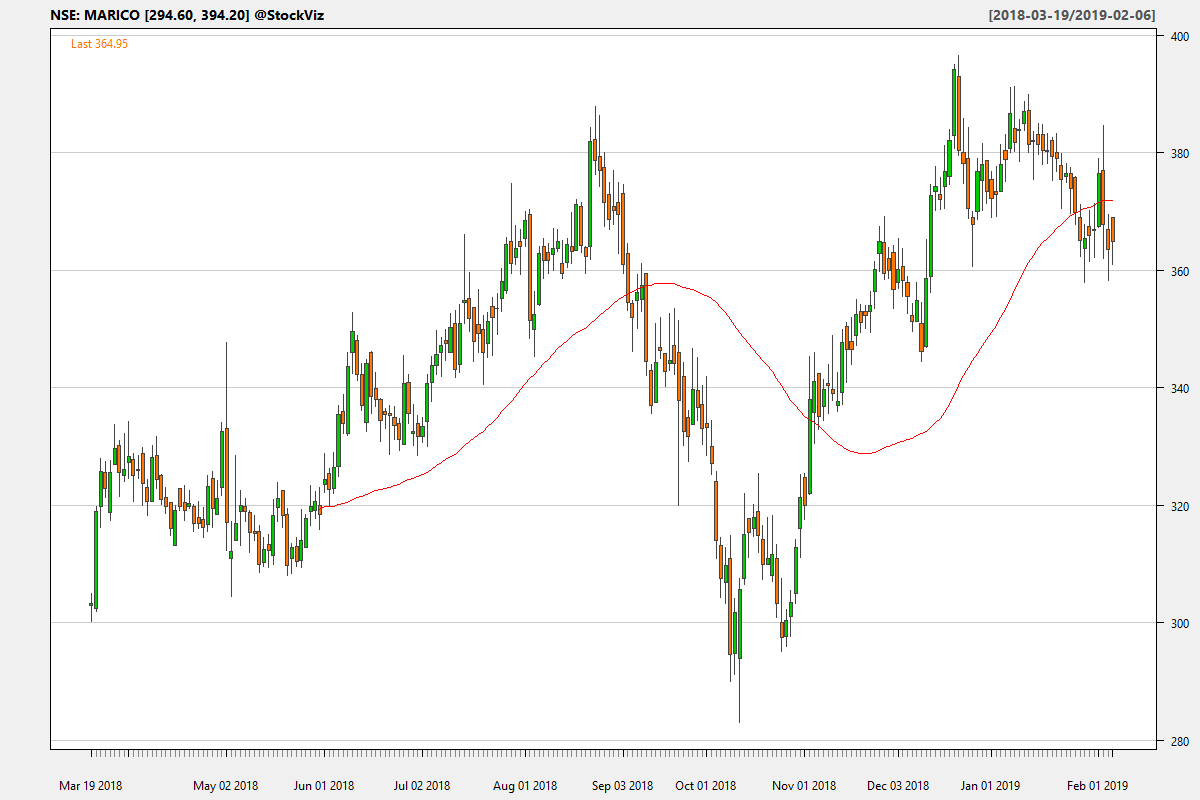 NSE: MARICO [294.60, 394.20] @StockViz [2018-03-19/2019-02-06]
Last 364.95
400
380
360
340
320
300
280
Mar 19 2018 May 02 2018 Jun 01 2018 Jul 02 2018 Aug 01 2018 Sep 03 2018 Oct 01 2018 Nov 01 2018 Dec 03 2018 Jan 01 2019 Feb 01 2019